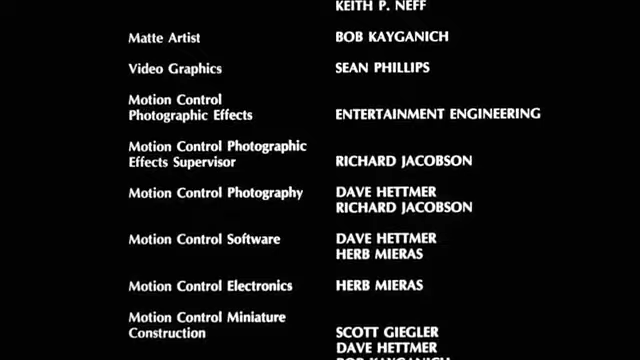 KEITH P. NEFF
Matte Artist BOB KAYGANICH
Video Graphics SEAN PHILLIPS
Motion Control
Photographic Effects ENTERTAINMENT ENGINEERING
Motion Control Photographic
Effects Supervisor RICHARD JACOBSON
Motion Control Photography DAVE HETTMER
RICHARD JACOBSON
Motion Control Software DAVE HETTMER
HERB MIERAS
Motion Control Electronics HERB MIERAS
Motion Control Miniature
Construction SCOTT GIEGLER
DAVE HETTMER
BOB KAYGANICH